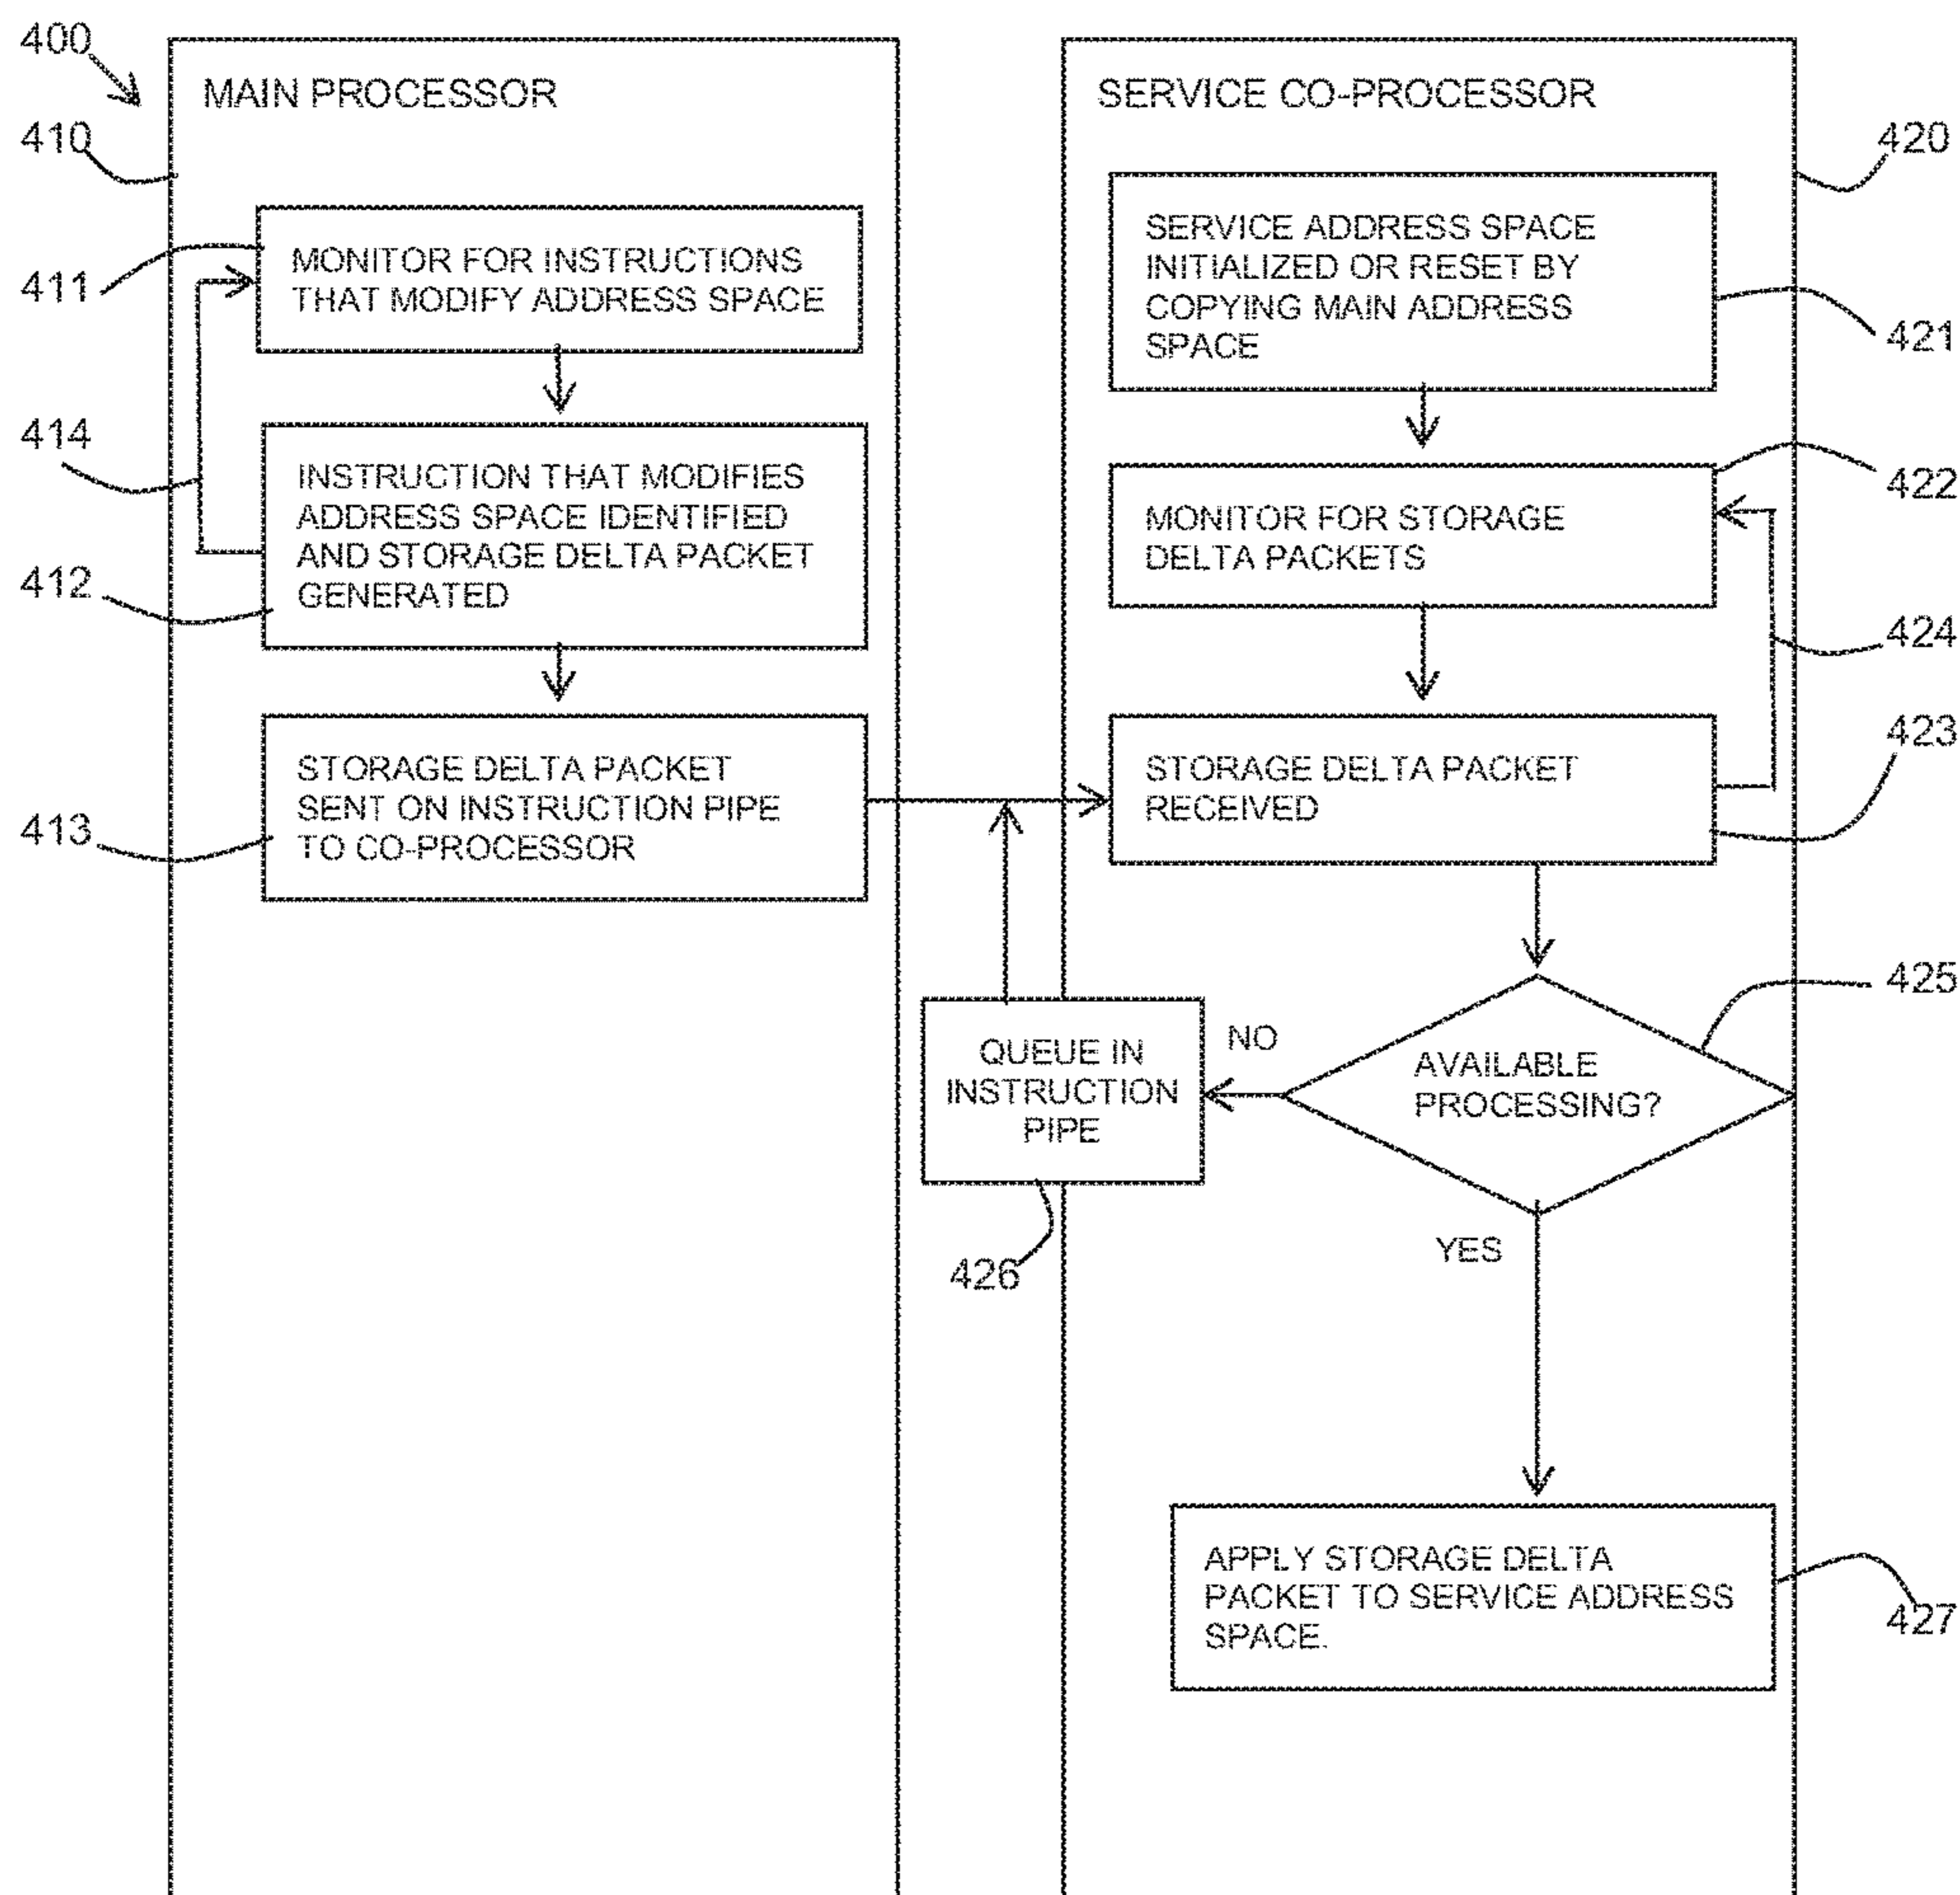 400
MAIN PROCESSOR
410
MONITOR FOR INSTRUCTIONS
THAT MODIFY ADDRESS SPACE
411
414
INSTRUCTION THAT MODIFIES
ADDRESS SPACE IDENTIFIED
AND STORAGE DELTA PACKET
GENERATED
412
STORAGE DELTA PACKET
SENT ON INSTRUCTION PIPE
TO CO-PROCESSOR
413
SERVICE CO-PROCESSOR
420
SERVICE ADDRESS SPACE
INITIALIZED OR RESET BY
COPYING MAIN ADDRESS
SPACE
421
422
MONITOR FOR STORAGE
DELTA PACKETS
424
423
STORAGE DELTA PACKET
RECEIVED
425
AVAILABLE
PROCESSING?
NO
QUEUE IN
INSTRUCTION
PIPE
426
YES
APPLY STORAGE DELTA
PACKET TO SERVICE ADDRESS
SPACE.
427